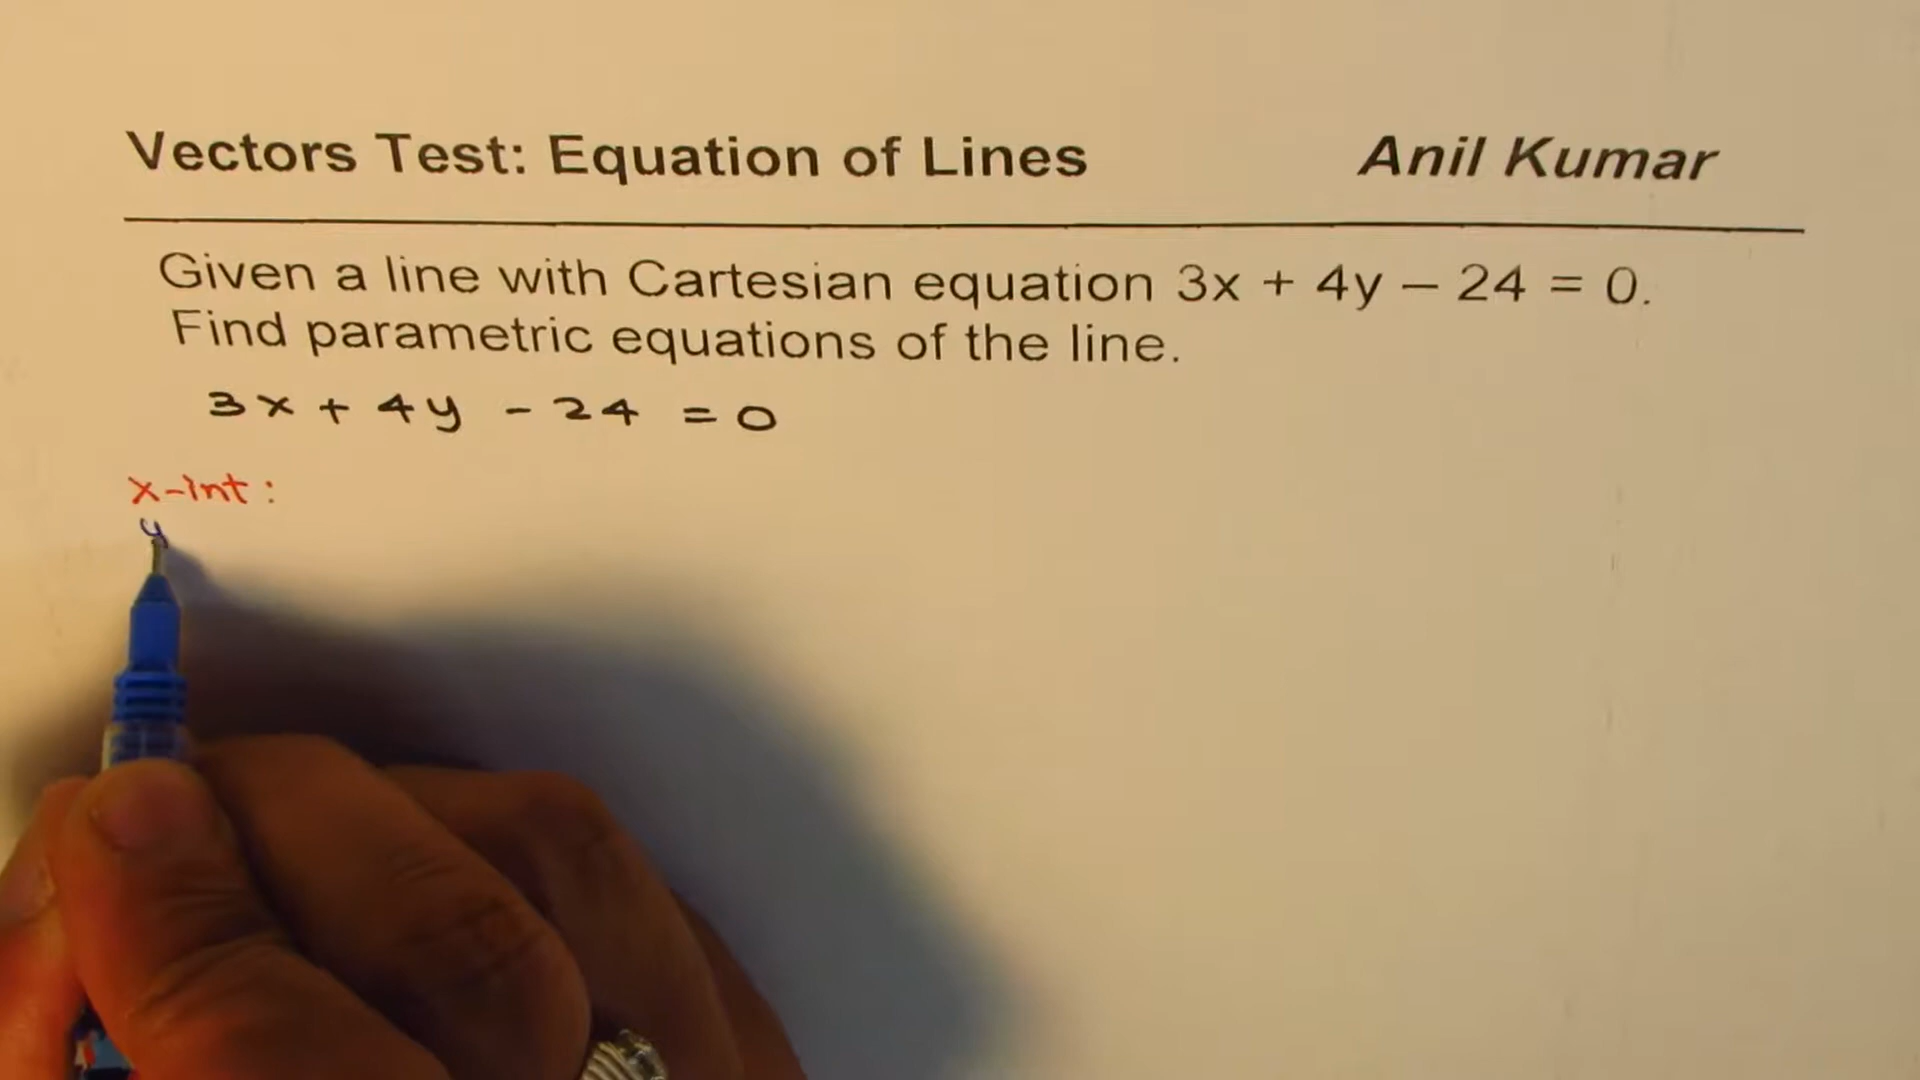 Vectors Test: Equation of Lines Anil Kumar
Given a line with Cartesian equation 3x + 4y – 24 = 0.
Find parametric equations of the line.
3x + 4y - 24 = 0
x-int:
y